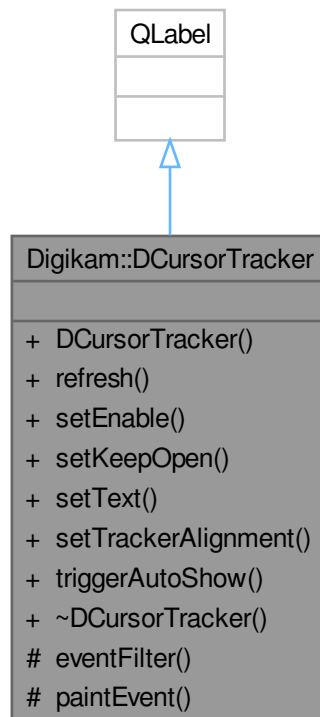 QLabel
Digikam::DCursorTracker
+ DCursorTracker()
+ refresh()
+ setEnable()
+ setKeepOpen()
+ setText()
+ setTrackerAlignment()
+ triggerAutoShow()
+ ~DCursorTracker()
# eventFilter()
# paintEvent()